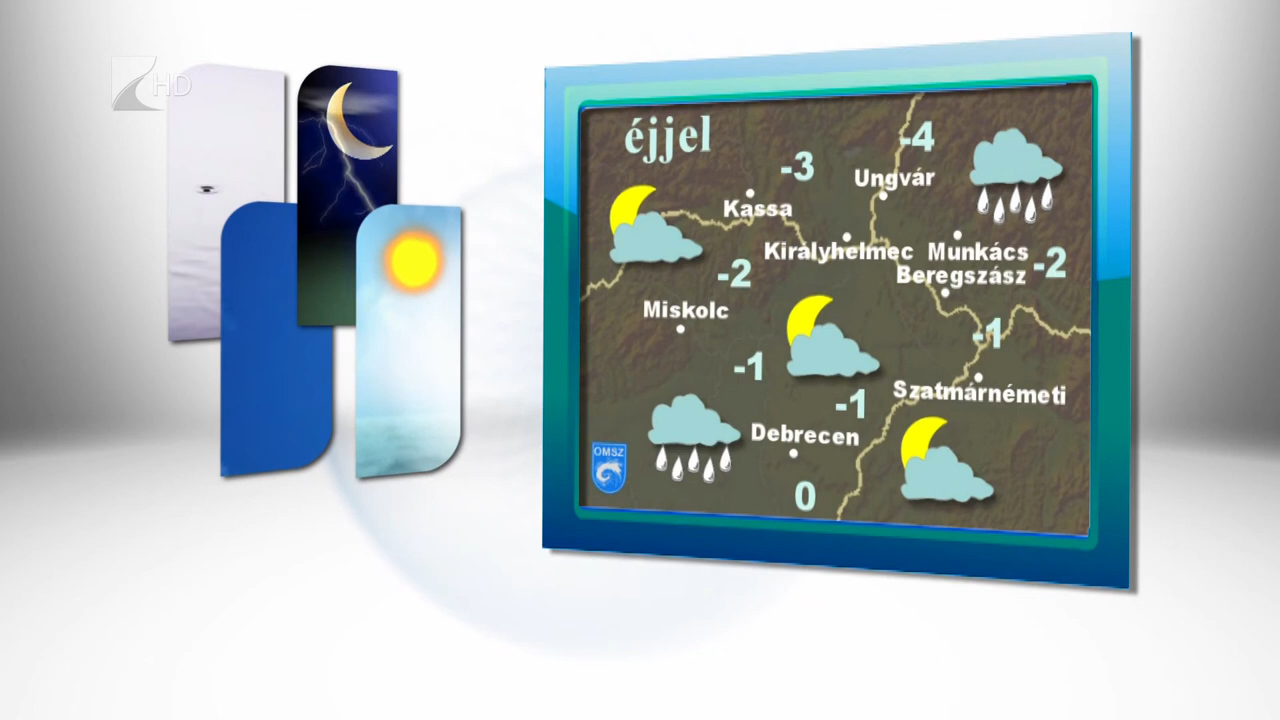 HD
éjjel
-4
-3
Ungvár
Kassa
Királyhelmec
Munkács
-2
Beregszász
-2
Miskolc
-1
-1
Szatmárnémeti
-1
Debrecen
OMSZ
0